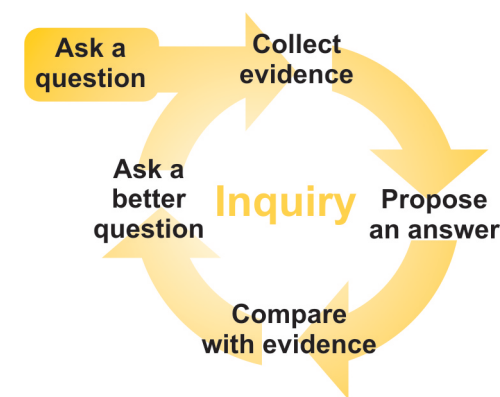 Ask a
question
Collect
evidence
Propose
an answer
Compare
with evidence
Ask a
better
question
Inquiry